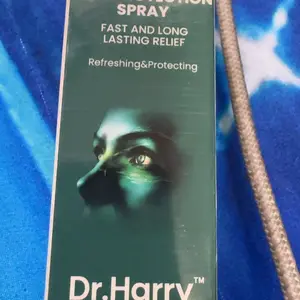 SPRAY
FAST AND LONG
LASTING RELIEF
Refreshing&Protecting
Dr.Harry™